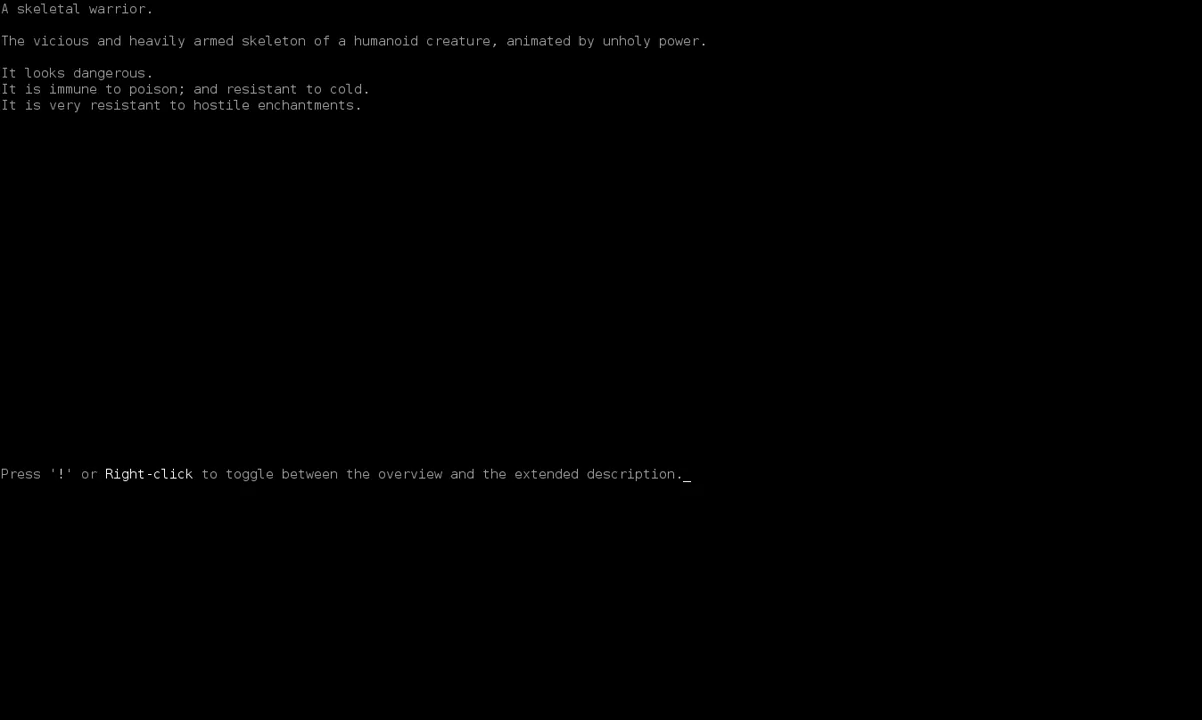 A skeletal warrior.
The vicious and heavily armed skeleton of a humanoid creature, animated by unholy power.
It looks dangerous.
It is immune to poison; and resistant to cold.
It is very resistant to hostile enchantments.
Press '!' or Right-click to toggle between the overview and the extended description._